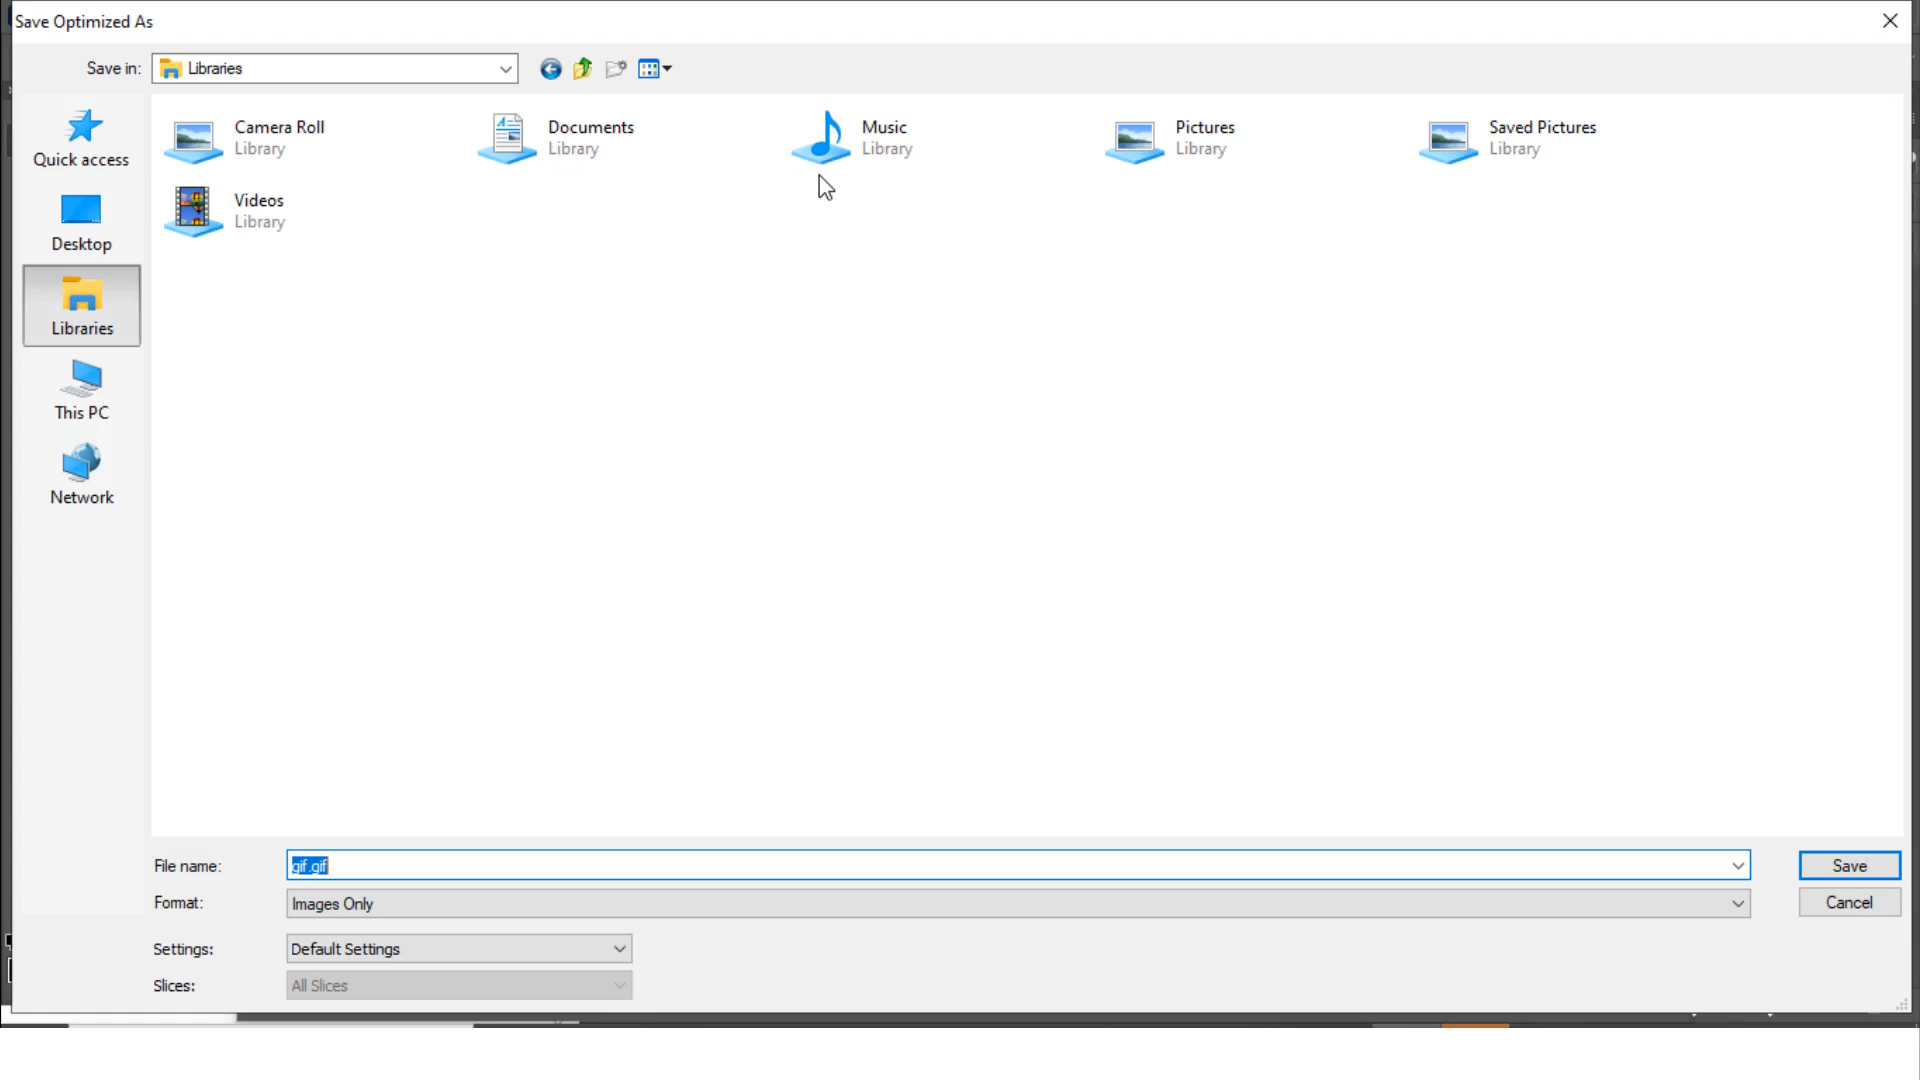 Save Optimized As
Save in: Libraries
Quick access
Desktop
Libraries
This PC
Network
Camera Roll
Library
Documents
Library
Music
Library
Pictures
Library
Saved Pictures
Library
Videos
Library
File name: gif.gif
Save
Format: Images Only
Cancel
Settings: Default Settings
Slices: All Slices